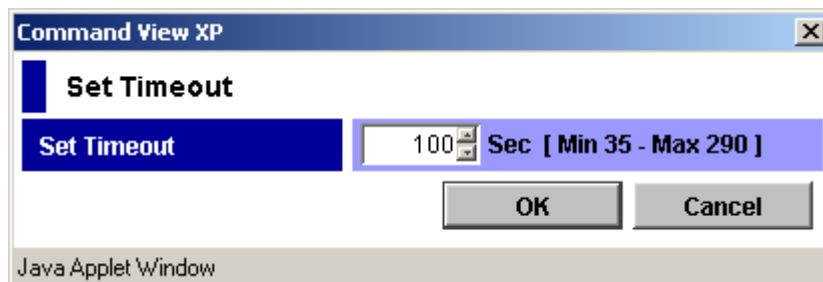 Command View XP
Set Timeout
Set Timeout 100 Sec [ Min 35 - Max 290 ]
OK Cancel
Java Applet Window